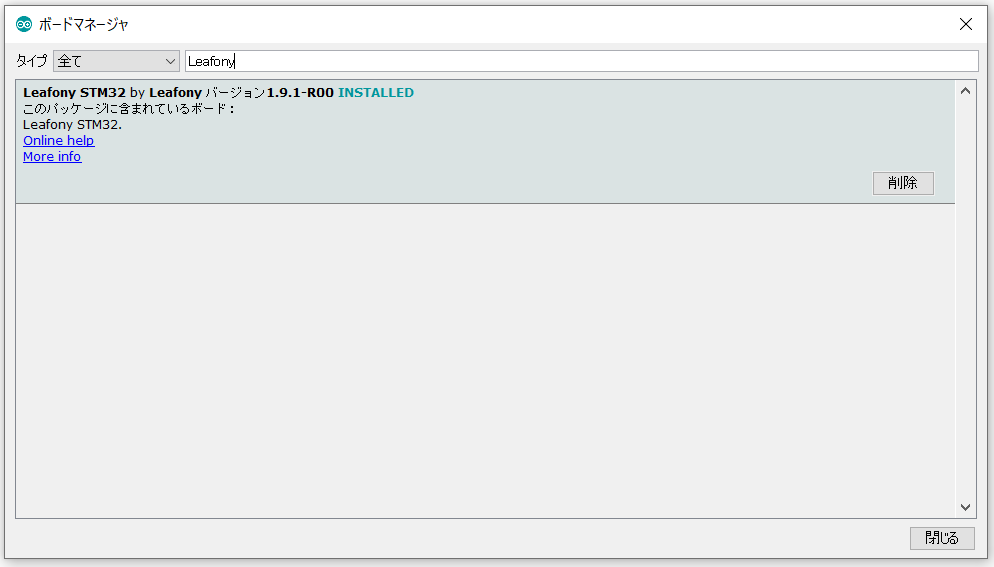 ボードマネージャ
タイプ 全て Leafony
Leafony STM32 by Leafony バージョン1.9.1-R00 INSTALLED
このパッケージに含まれているボード：
Leafony STM32.
Online help
More info
削除
閉じる